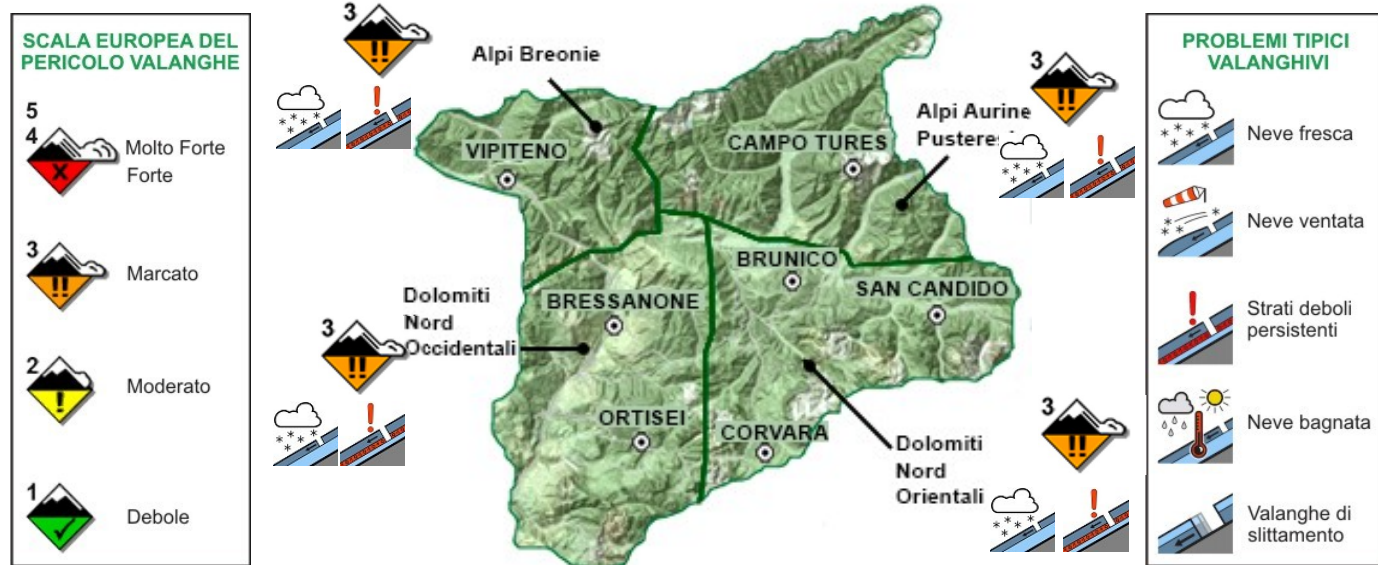 SCALA EUROPEA DEL
PERICOLO VALANGHE
5
4
Molto Forte
Forte
3
Marcato
2
Moderato
1
Debole
3
Alpi Breonie
VIPITENO
CAMPO TURES
3
Alpi Aurine
BRUNICO
SAN CANDIDO
BRESSANONE
Dolomiti
Nord
Occidentali
3
ORTISEI
CORVARA
3
Dolomiti
Nord
Orientali
PROBLEMI TIPICI
VALANGHIVI
Neve fresca
Neve ventata
Strati deboli
persistenti
Neve bagnata
Valanghe di
slittamento